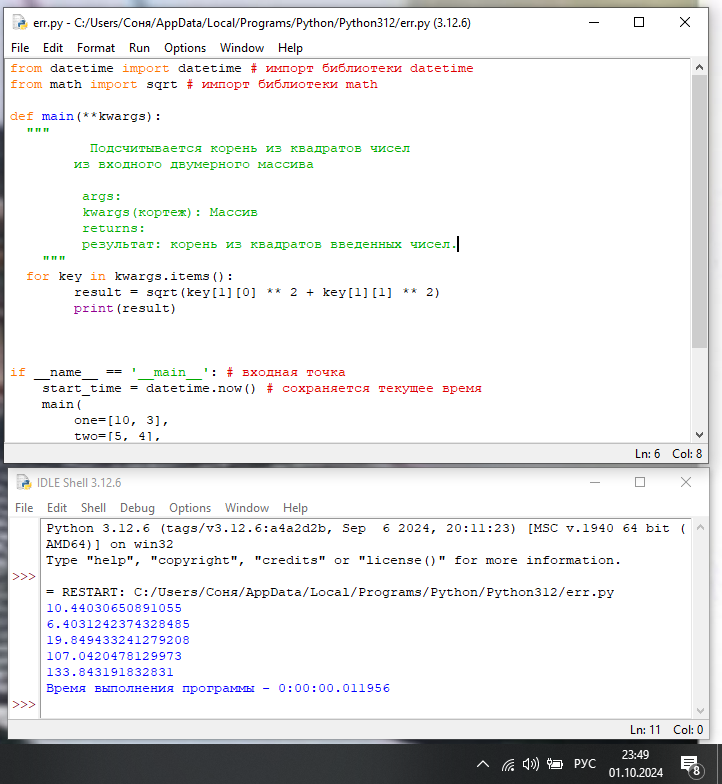 err.py - C:/Users/Соня/AppData/Local/Programs/Python/Python312/err.py (3.12.6)
File Edit Format Run Options Window Help
from datetime import datetime # импорт библиотеки datetime
from math import sqrt # импорт библиотеки math
def main(**kwargs):
"""
Подсчитывается корень из квадратов чисел
из входного двумерного массива
args:
kwargs(кортеж): Массив
returns:
результат: корень из квадратов введенных чисел.
"""
for key in kwargs.items():
result = sqrt(key[1][0] ** 2 + key[1][1] ** 2)
print(result)
if __name__ == '__main__': # входная точка
start_time = datetime.now() # сохраняется текущее время
main(
one=[10, 3],
two=[5, 4],
Ln: 6 Col: 8
IDLE Shell 3.12.6
File Edit Shell Debug Options Window Help
Python 3.12.6 (tags/v3.12.6:a4a2d2b, Sep  6 2024, 20:11:23) [MSC v.1940 64 bit (
AMD64)] on win32
Type "help", "copyright", "credits" or "license()" for more information.
>>>
= RESTART: C:/Users/Соня/AppData/Local/Programs/Python/Python312/err.py
10.44030650891055
6.4031242374328485
19.849433241279208
107.0420478129973
133.843191832831
Время выполнения программы - 0:00:00.011956
>>>
Ln: 11 Col: 0
РУС
23:49
01.10.2024
8